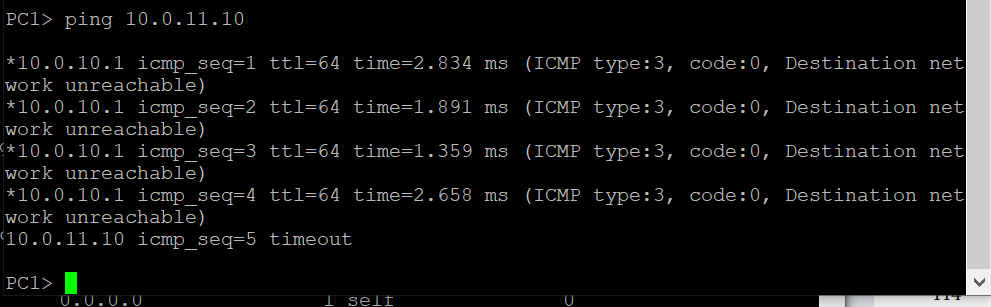 PC1> ping 10.0.11.10
*10.0.10.1 icmp_seq=1 ttl=64 time=2.834 ms (ICMP type:3, code:0, Destination net
work unreachable)
*10.0.10.1 icmp_seq=2 ttl=64 time=1.891 ms (ICMP type:3, code:0, Destination net
work unreachable)
*10.0.10.1 icmp_seq=3 ttl=64 time=1.359 ms (ICMP type:3, code:0, Destination net
work unreachable)
*10.0.10.1 icmp_seq=4 ttl=64 time=2.658 ms (ICMP type:3, code:0, Destination net
work unreachable)
10.0.11.10 icmp_seq=5 timeout
PC1>
0.0.0.0 1 self 0